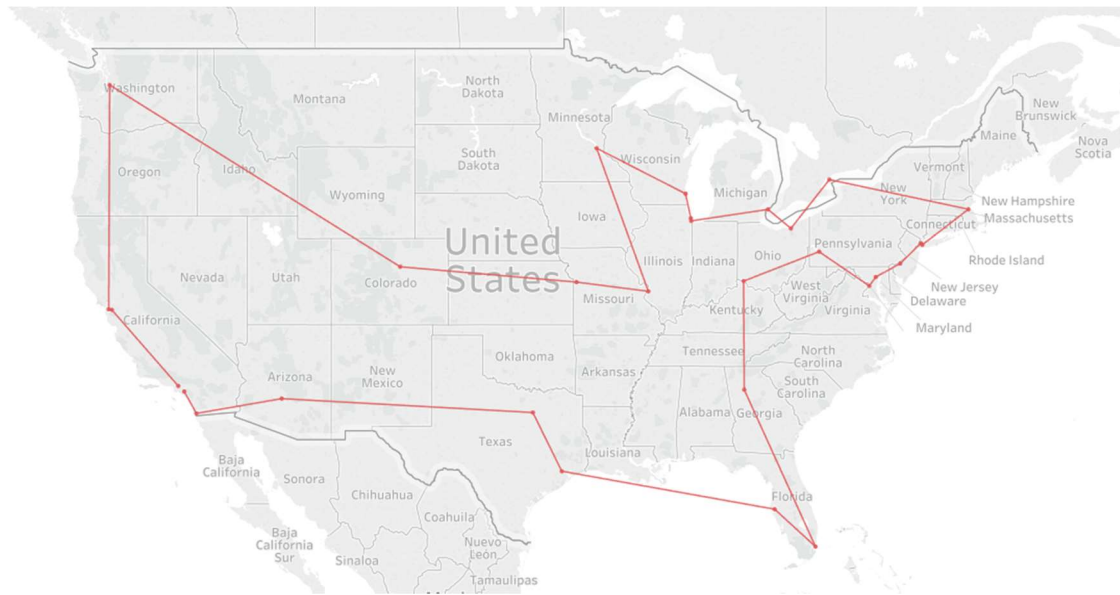 Washington
Montana
North
Dakota
Minnesota
Oregon
Idaho
South
Dakota
Wisconsin
Michigan
New
York
Vermont
Maine
New
Brunswick
Nova
Scotia
New Hampshire
Massachusetts
Connecticut
Rhode Island
Wyoming
Iowa
United
States
Nevada
Utah
Colorado
Illinois
Indiana
Ohio
Pennsylvania
New Jersey
Delaware
Maryland
California
Missouri
Kentucky
West
Virginia
Virginia
Arizona
New
Mexico
Oklahoma
Arkansas
Tennessee
North
Carolina
South
Carolina
Texas
Louisiana
Alabama
Georgia
Florida
Baja
California
Sonora
Chihuahua
Coahuila
Baja
California
Sur
Sinaloa
Nuevo
León
Tamaulipas